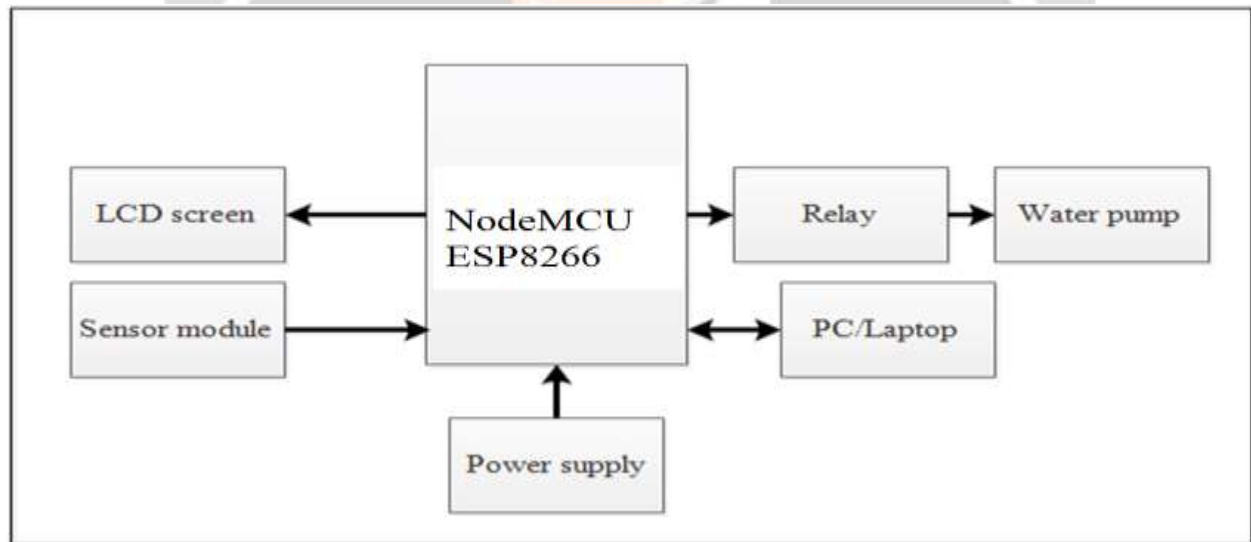 LCD screen
NodeMCU
ESP8266
Relay
Water pump
Sensor module
PC/Laptop
Power supply